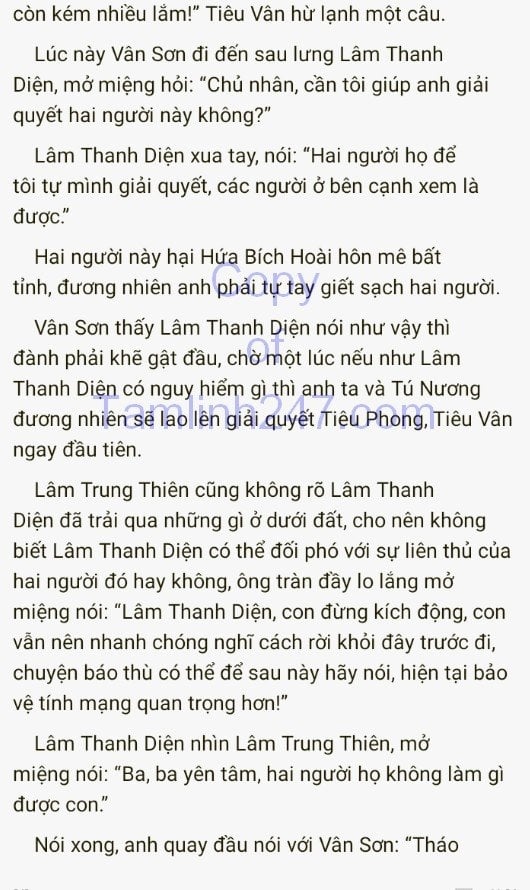 còn kém nhiều lắm!” Tiêu Vân hừ lạnh một câu.
Lúc này Vân Sơn đi đến sau lưng Lâm Thanh
Diện, mở miệng hỏi: “Chủ nhân, cần tôi giúp anh giải
quyết hai người này không?”
Lâm Thanh Diện xua tay, nói: “Hai người họ để
tôi tự mình giải quyết, các người ở bên cạnh xem là
được.”
Hai người này hại Hứa Bích Hoài hôn mê bất
tỉnh, đương nhiên anh phải tự tay giết sạch hai người.
Copy
Vân Sơn thấy Lâm Thanh Diện nói như vậy thì
of
đành phải khẽ gật đầu, chờ một lúc nếu như Lâm
Thanh Diện có nguy hiểm gì thì anh ta và Tú Nương
Tamlinh247.com
đương nhiên sẽ lao lên giải quyết Tiêu Phong, Tiêu Vân
ngay đầu tiên.
Lâm Trung Thiên cũng không rõ Lâm Thanh
Diện đã trải qua những gì ở dưới đất, cho nên không
biết Lâm Thanh Diện có thể đối phó với sự liên thủ của
hai người đó hay không, ông tràn đầy lo lắng mở
miệng nói: “Lâm Thanh Diện, con đừng kích động, con
vẫn nên nhanh chóng nghĩ cách rời khỏi đây trước đi,
chuyện báo thù có thể để sau này hãy nói, hiện tại bảo
vệ tính mạng quan trọng hơn!”
Lâm Thanh Diện nhìn Lâm Trung Thiên, mở
miệng nói: “Ba, ba yên tâm, hai người họ không làm gì
được con.”
Nói xong, anh quay đầu nói với Vân Sơn: “Tháo